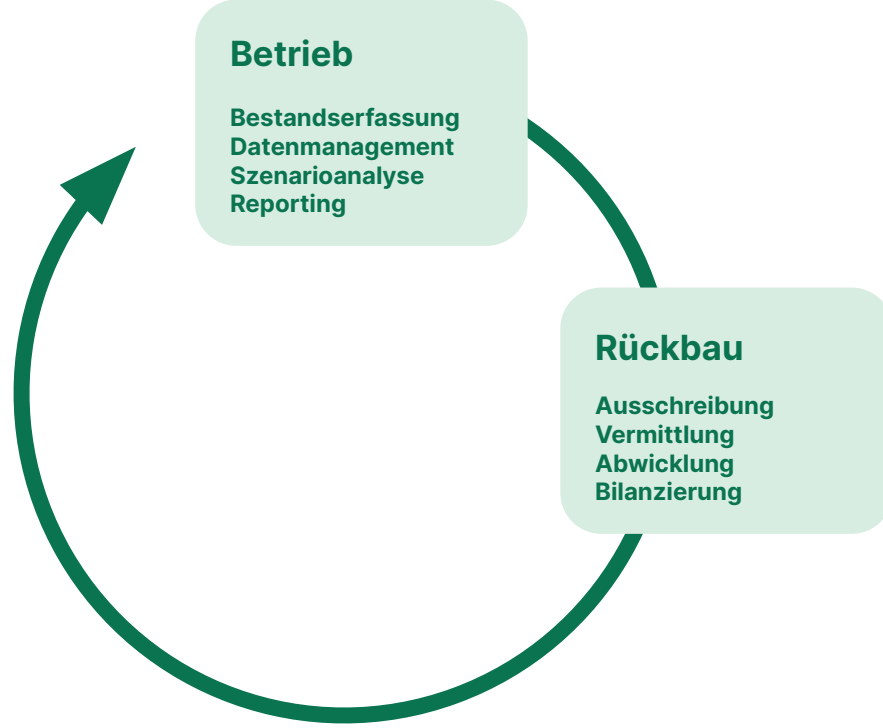 Betrieb
Bestandserfassung
Datenmanagement
Szenarioanalyse
Reporting
Rückbau
Ausschreibung
Vermittlung
Abwicklung
Bilanzierung